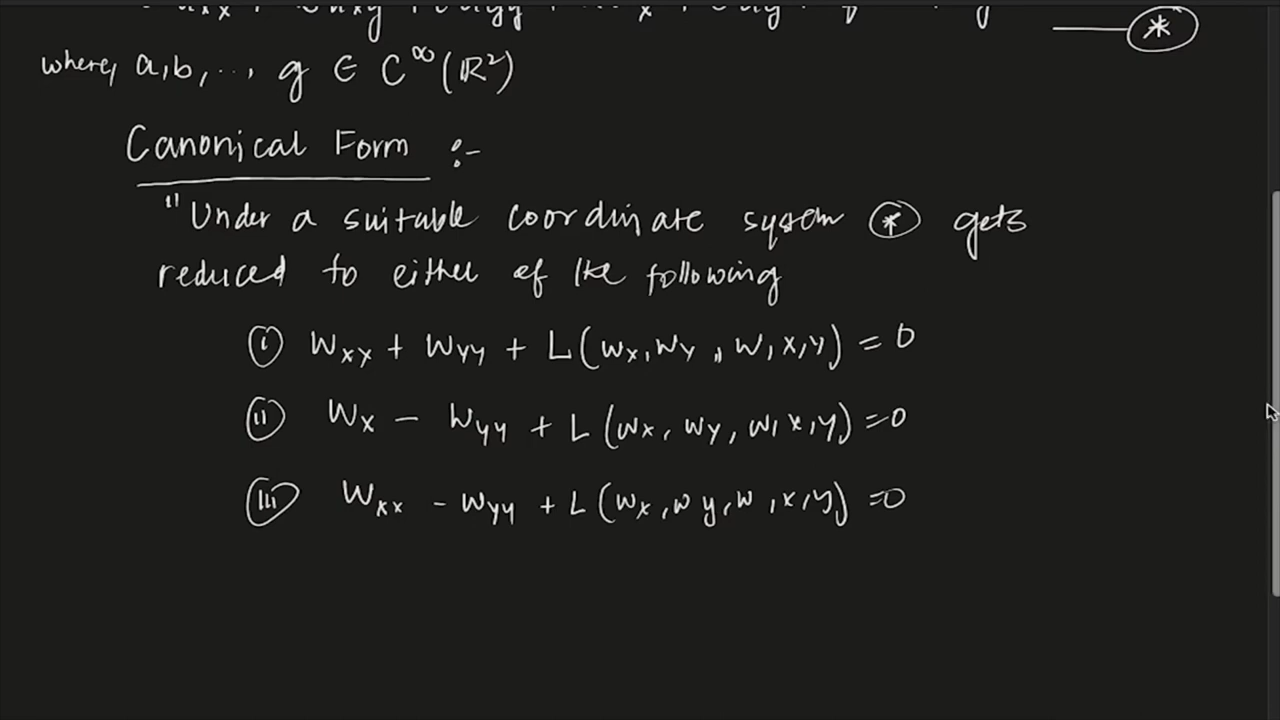 where, a, b, ..., g ∈ C^∞(ℝ²)
Canonical Form :-
"Under a suitable coordinate system ⊛ gets
reduced to either of the following
(i) w_xx + w_yy + L(w_x, w_y, w, x, y) = 0
(ii) w_x - w_yy + L(w_x, w_y, w, x, y) = 0
(iii) w_xx - w_yy + L(w_x, w_y, w, x, y) = 0